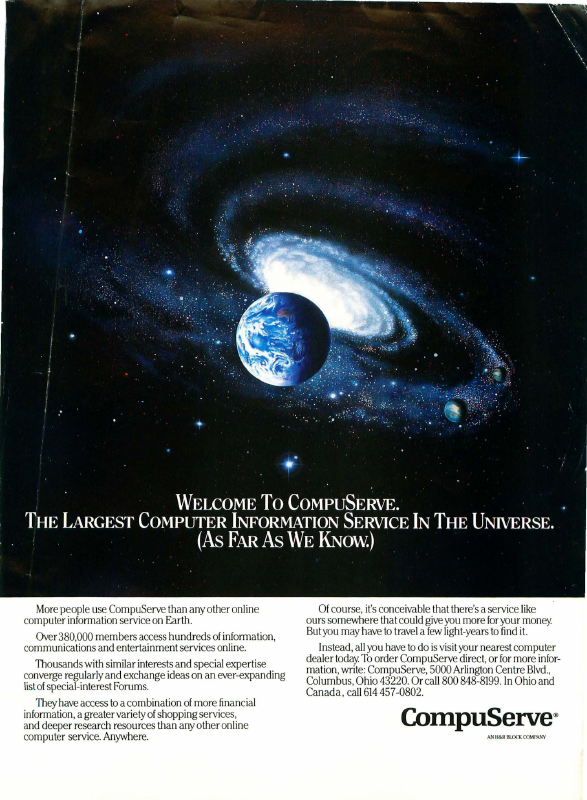 WELCOME TO COMPUSERVE.
THE LARGEST COMPUTER INFORMATION SERVICE IN THE UNIVERSE.
(AS FAR AS WE KNOW.)
More people use CompuServe than any other online
computer information service on Earth.
Over 380,000 members access hundreds of information,
communications and entertainment services online.
Thousands with similar interests and special expertise
converge regularly and exchange ideas on an ever-expanding
list of special-interest Forums.
They have access to a combination of more financial
information, a greater variety of shopping services,
and deeper research resources than any other online
computer service. Anywhere.
Of course, it's conceivable that there's a service like
ours somewhere that could give you more for your money.
But you may have to travel a few light-years to find it.
Instead, all you have to do is visit your nearest computer
dealer today. To order CompuServe direct, or for more infor-
mation, write: CompuServe, 5000 Arlington Centre Blvd.,
Columbus, Ohio 43220. Or call 800 848-8199. In Ohio and
Canada, call 614 457-0802.
CompuServe®
AN H&R BLOCK COMPANY